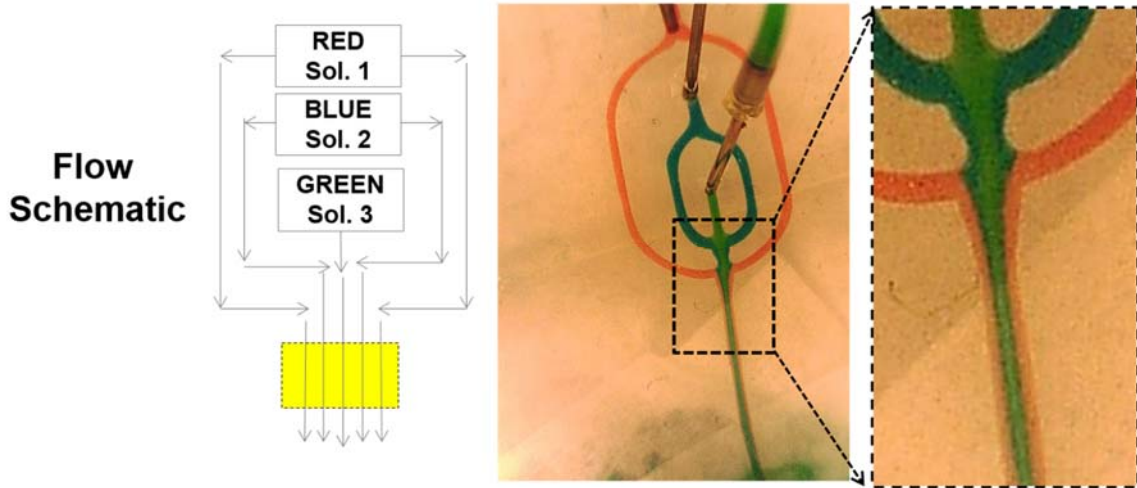 RED
Sol. 1
BLUE
Sol. 2
Flow
Schematic
GREEN
Sol. 3